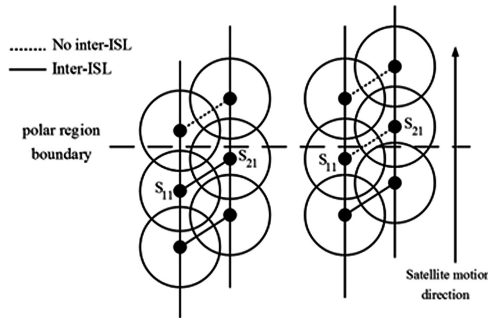 No inter-ISL
Inter-ISL
polar region
boundary
S11
S21
S11
S21
Satellite motion
direction